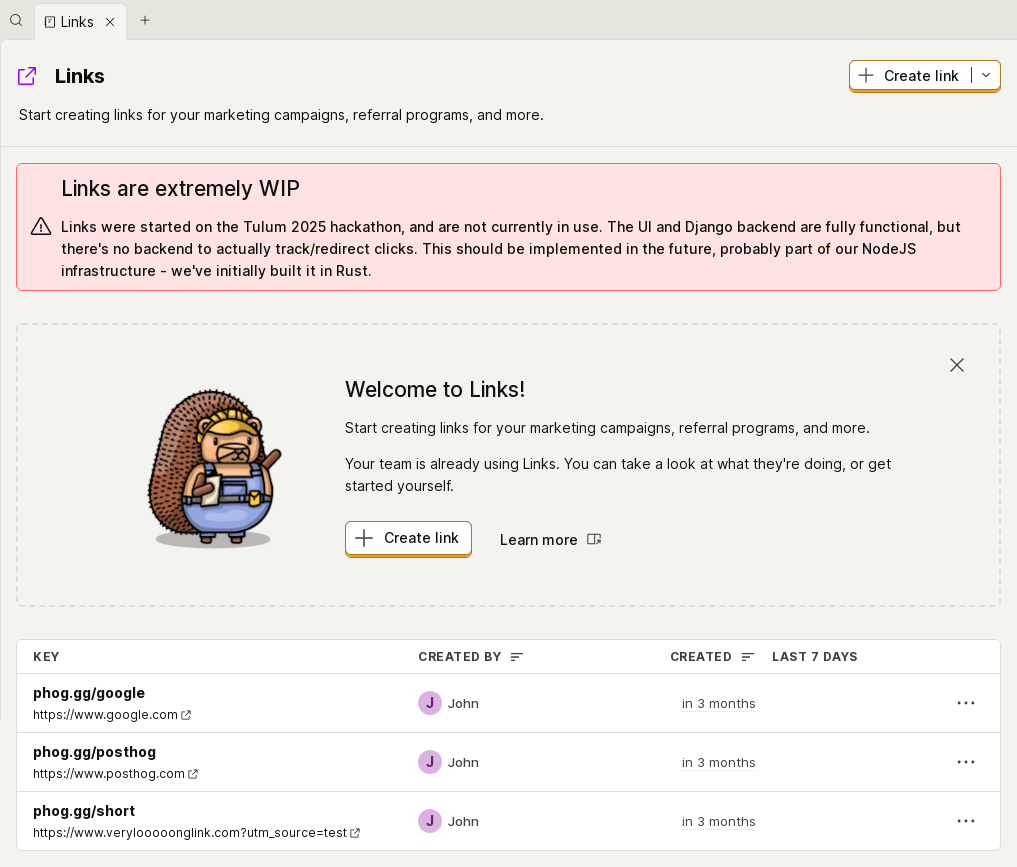 Links
Links
Create link
Start creating links for your marketing campaigns, referral programs, and more.
Links are extremely WIP
Links were started on the Tulum 2025 hackathon, and are not currently in use. The UI and Django backend are fully functional, but
there's no backend to actually track/redirect clicks. This should be implemented in the future, probably part of our NodeJS
infrastructure - we've initially built it in Rust.
Welcome to Links!
Start creating links for your marketing campaigns, referral programs, and more.
Your team is already using Links. You can take a look at what they're doing, or get
started yourself.
Create link
Learn more
KEY CREATED BY CREATED LAST 7 DAYS
phog.gg/google
https://www.google.com
J John in 3 months
phog.gg/posthog
https://www.posthog.com
J John in 3 months
phog.gg/short
https://www.verylooooonglink.com?utm_source=test
J John in 3 months